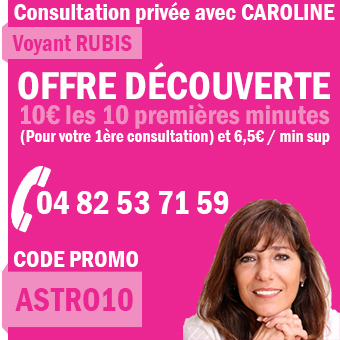 Consultation privée avec CAROLINE
Voyant RUBIS
OFFRE DÉCOUVERTE
10€ les 10 premières minutes
(Pour votre 1ère consultation) et 6,5€ / min sup
04 82 53 71 59
CODE PROMO
ASTRO10